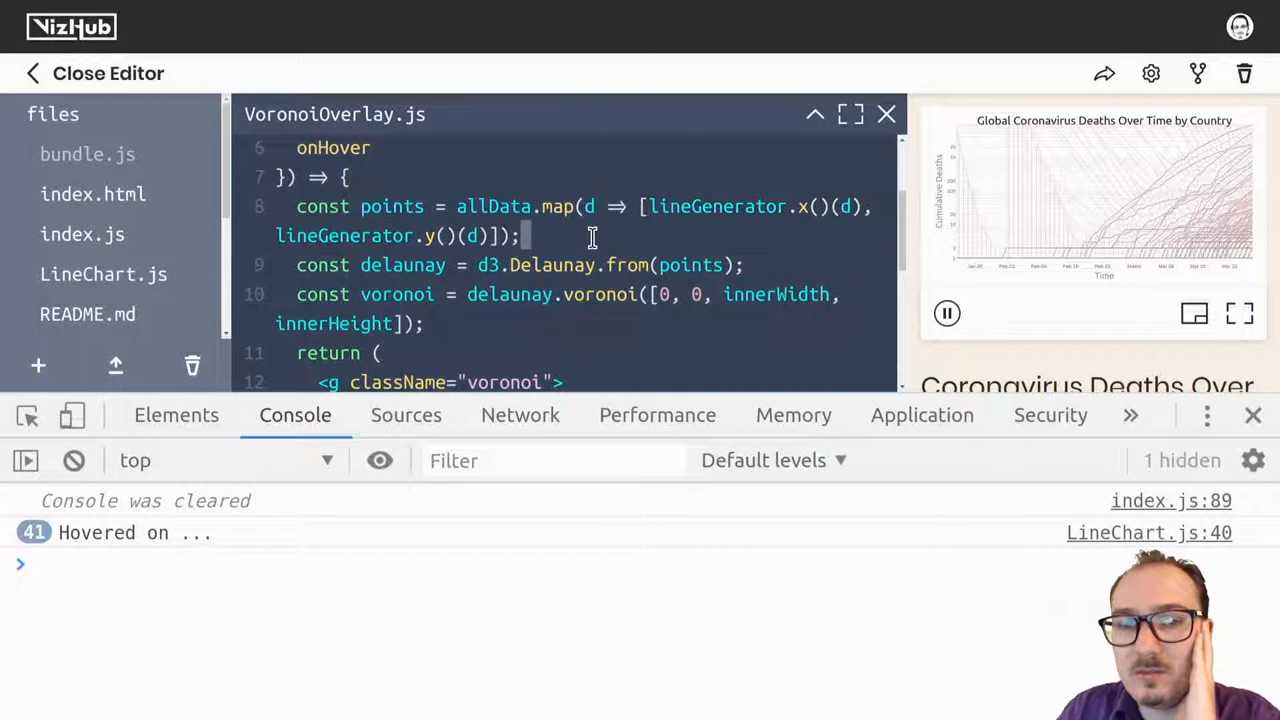 VizHub
Close Editor
files
bundle.js
index.html
index.js
LineChart.js
README.md
VoronoiOverlay.js
6 onHover
7 }) => {
8 const points = allData.map(d => [lineGenerator.x()(d),
lineGenerator.y()(d)]);
9 const delaunay = d3.Delaunay.from(points);
10 const voronoi = delaunay.voronoi([0, 0, innerWidth,
innerHeight]);
11 return (
12 <g className="voronoi">
Global Coronavirus Deaths Over Time by Country
Cumulative Deaths
Time
Coronavirus Deaths Over
Elements Console Sources Network Performance Memory Application Security »
top Filter Default levels 1 hidden
Console was cleared index.js:89
41 Hovered on ... LineChart.js:40
>